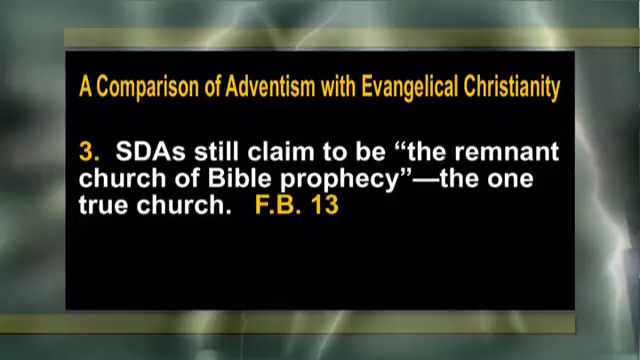 A Comparison of Adventism with Evangelical Christianity
3. SDAs still claim to be “the remnant
church of Bible prophecy”—the one
true church. F.B. 13